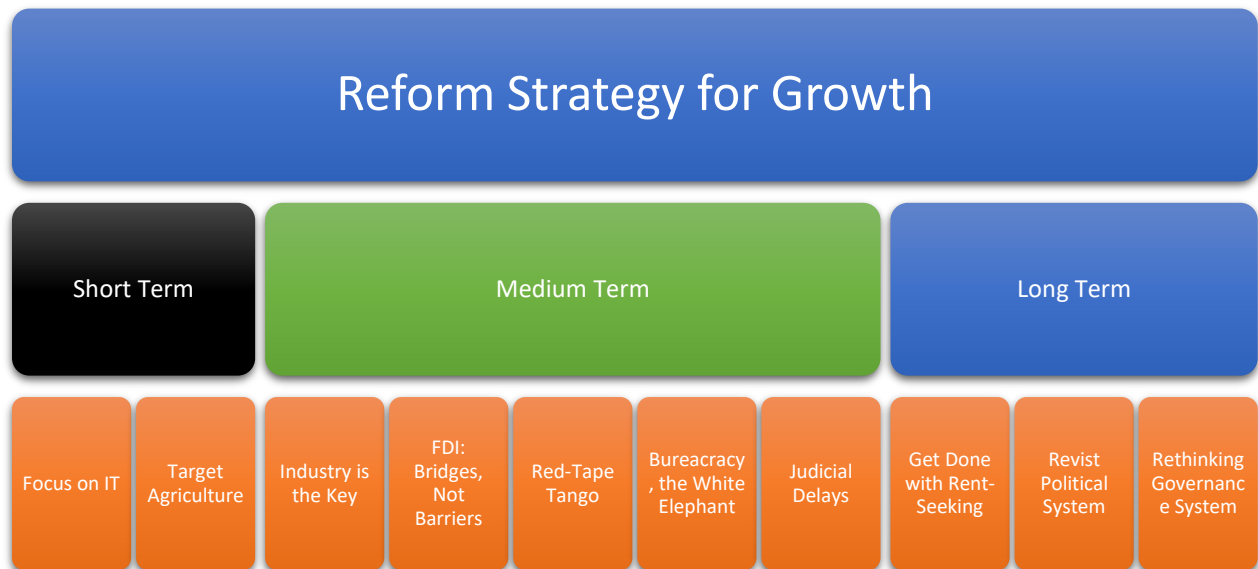 Reform Strategy for Growth
Short Term
Medium Term
Long Term
Focus on IT
Target
Agriculture
Industry is
the Key
FDI:
Bridges,
Not
Barriers
Red-Tape
Tango
Bureacracy
, the White
Elephant
Judicial
Delays
Get Done
with Rent-
Seeking
Revist
Political
System
Rethinking
Governanc
e System